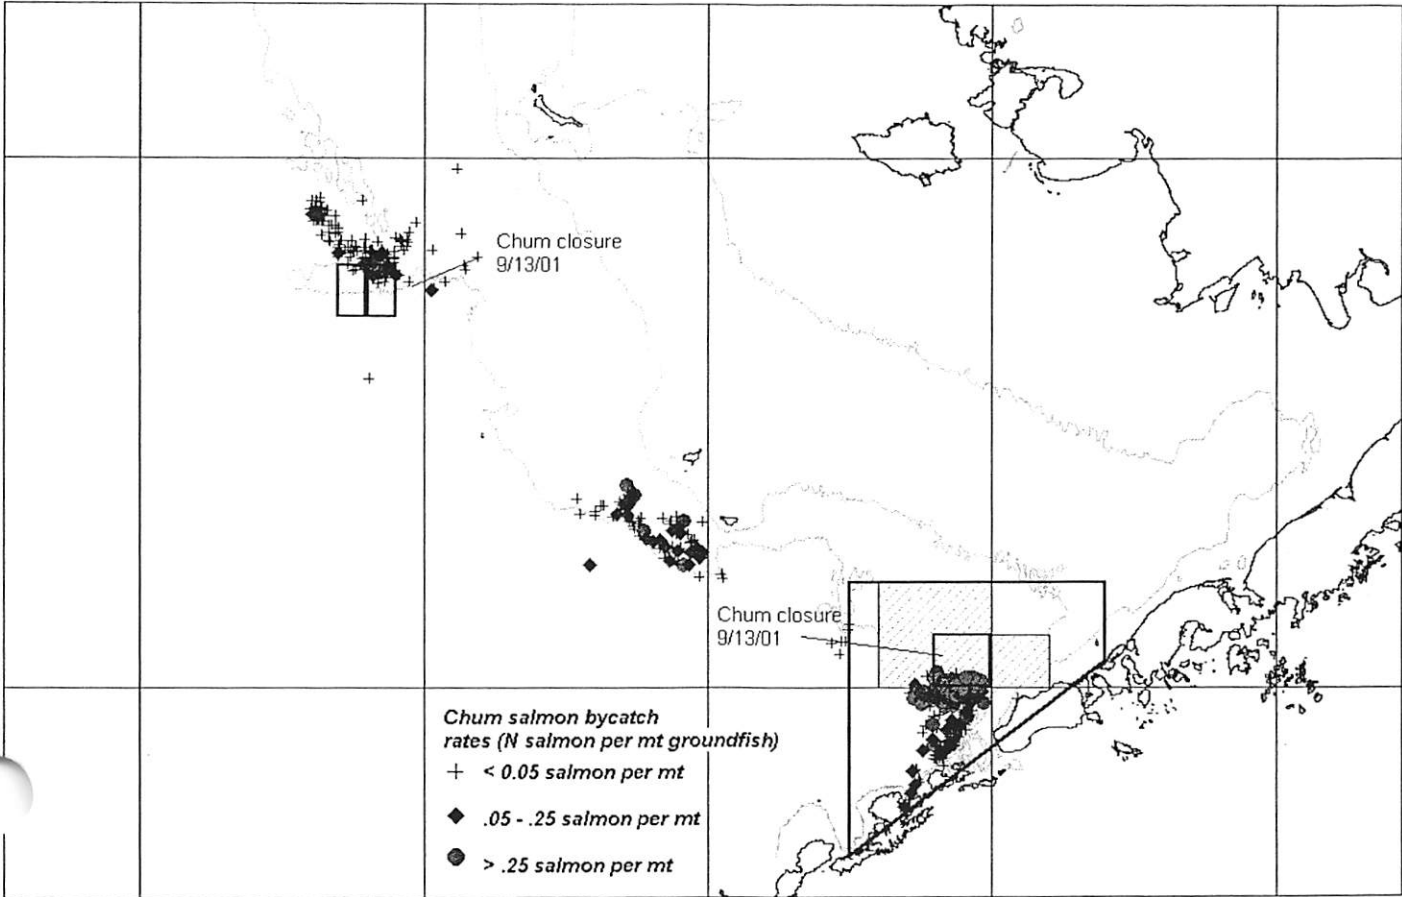 Chum closure
9/13/01
Chum closure
9/13/01
Chum salmon bycatch
rates (N salmon per mt groundfish)
< 0.05 salmon per mt
.05 - .25 salmon per mt
> .25 salmon per mt